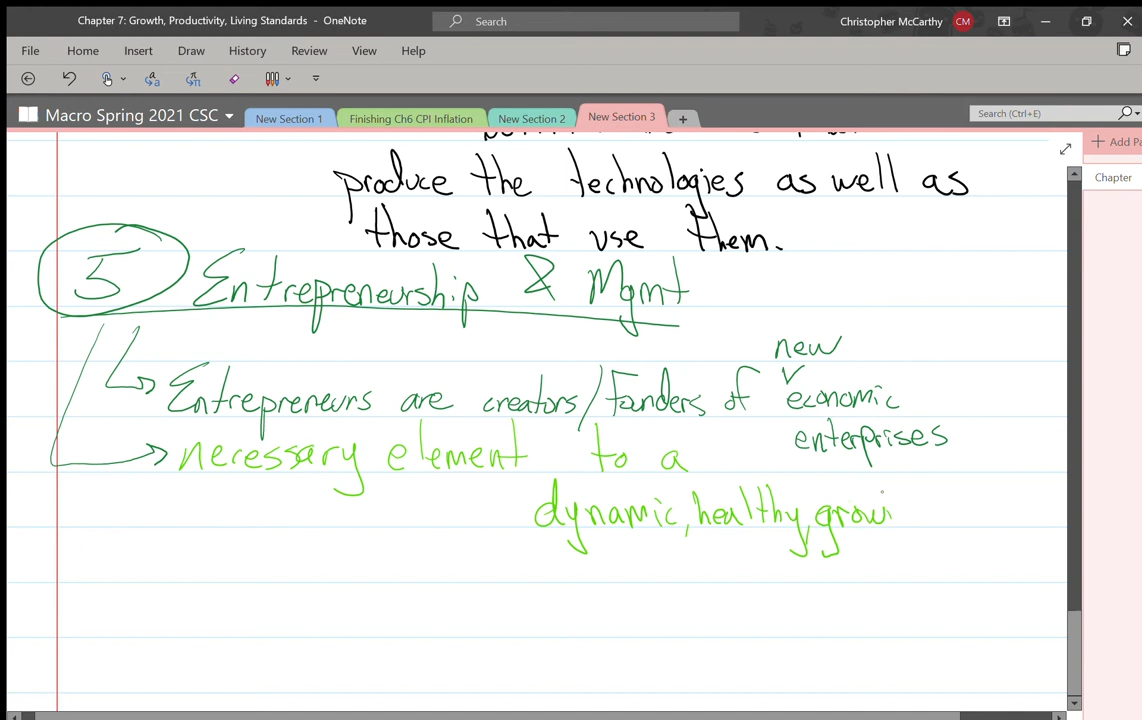 Chapter 7: Growth, Productivity, Living Standards - OneNote
Search
Christopher McCarthy CM
File Home Insert Draw History Review View Help
Macro Spring 2021 CSC
New Section 1
Finishing Ch6 CPI Inflation
New Section 2
New Section 3
Search (Ctrl+E)
Add Pa
Chapter
produce the technologies as well as
those that use them.
5 Entrepreneurship & Mgmt
new
Entrepreneurs are creators/founders of economic
enterprises
necessary element to a
dynamic, healthy, growi